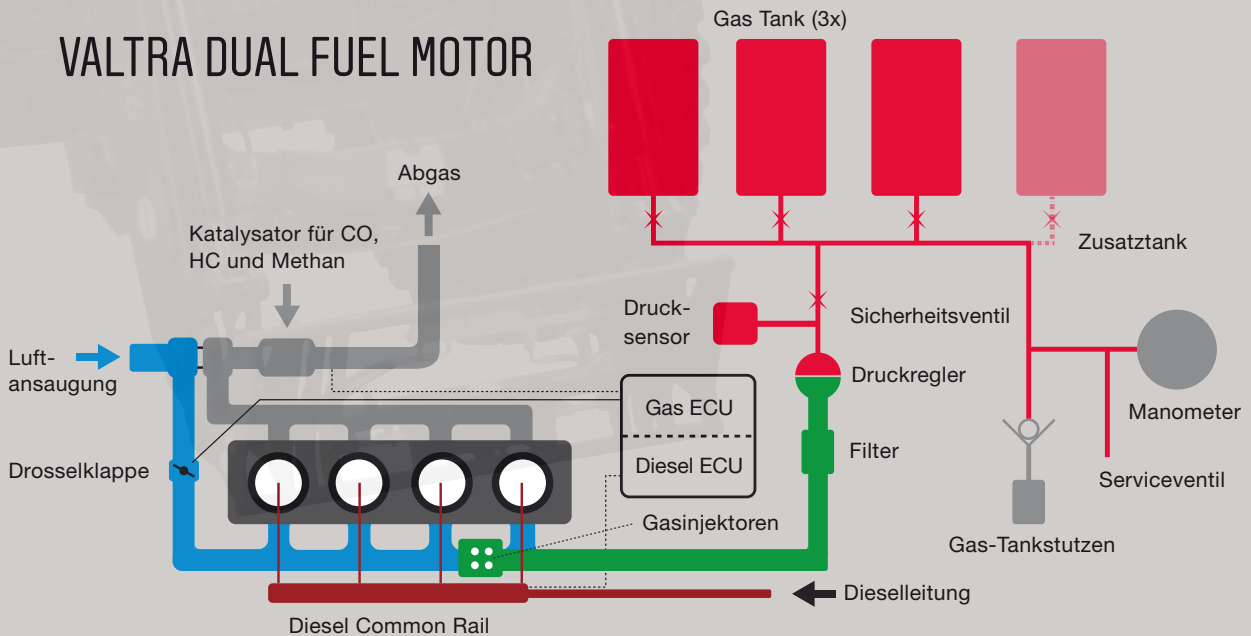 Gas Tank (3x)
VALTRA DUAL FUEL MOTOR
Abgas
Katalysator für CO,
HC und Methan
Zusatztank
Druck-
sensor
Sicherheitsventil
Luft-
ansaugung
Druckregler
Gas ECU
Manometer
Drosselklappe
Diesel ECU
Filter
Serviceventil
Gasinjektoren
Gas-Tankstutzen
Dieselleitung
Diesel Common Rail